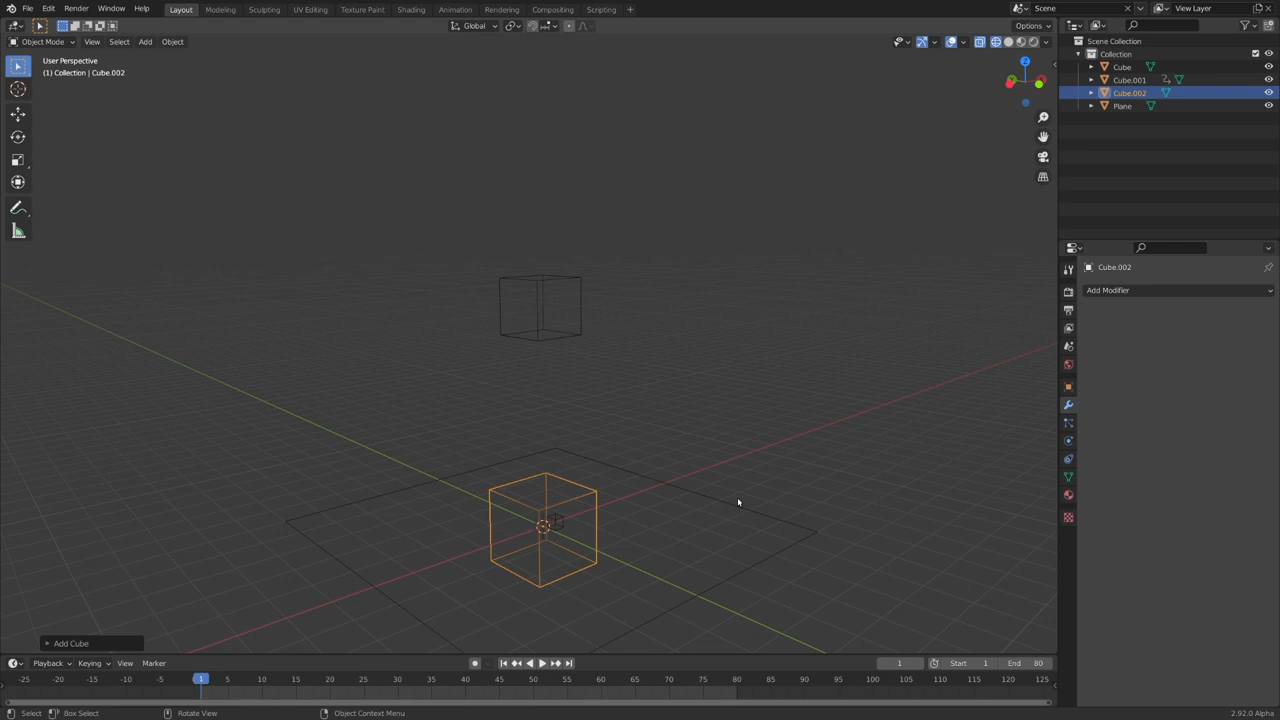 File Edit Render Window Help Layout Modeling Sculpting UV Editing Texture Paint Shading Animation Rendering Compositing Scripting + Scene View Layer
Global Options
Object Mode View Select Add Object
User Perspective
(1) Collection | Cube.002
Z
Scene Collection
Collection
Cube
Cube.001
Cube.002
Plane
Cube.002
Add Modifier
Add Cube
Playback Keying View Marker 1 Start 1 End 80
-25 -20 -15 -10 -5 1 5 10 15 20 25 30 35 40 45 50 55 60 65 70 75 80 85 90 95 100 105 110 115 120 125
Select Box Select Rotate View Object Context Menu 2.92.0 Alpha